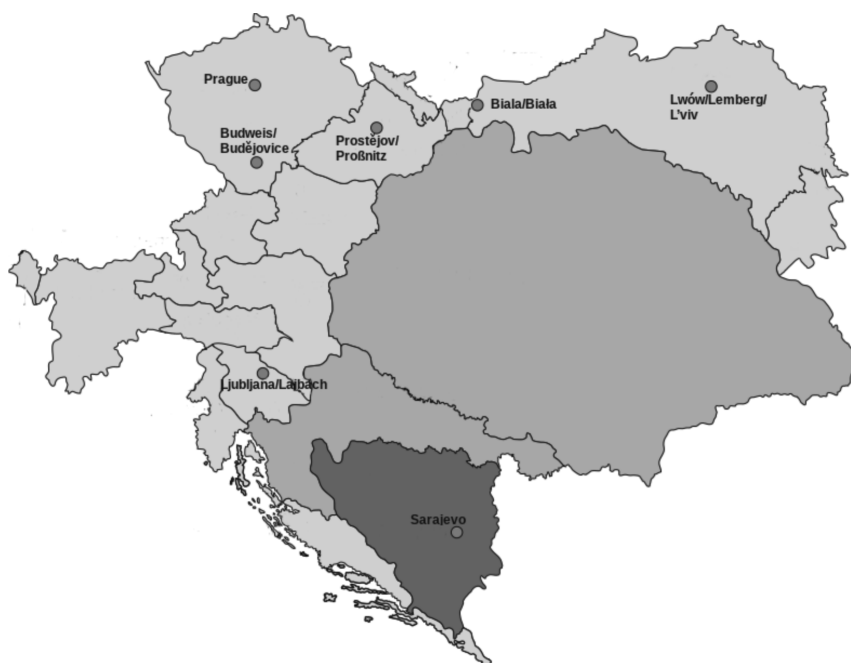 Prague
Biala/Biała
Lwów/Lemberg/
L'viv
Budweis/
Budějovice
Prostějov/
Proßnitz
Ljubljana/Laibach
Sarajevo